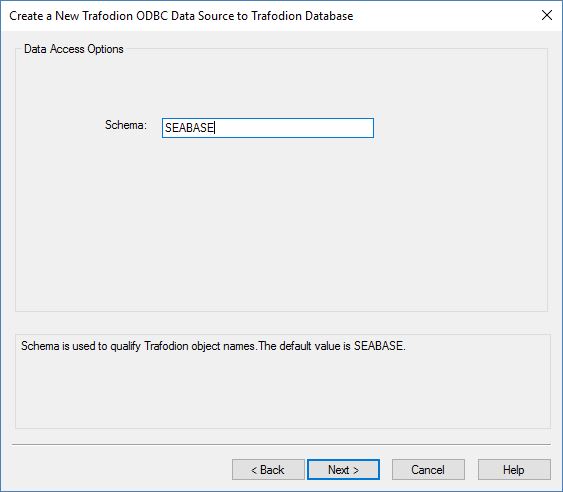 Create a New Trafodion ODBC Data Source to Trafodion Database
Data Access Options
Schema: SEABASE
Schema is used to qualify Trafodion object names.The default value is SEABASE.
< Back Next > Cancel Help